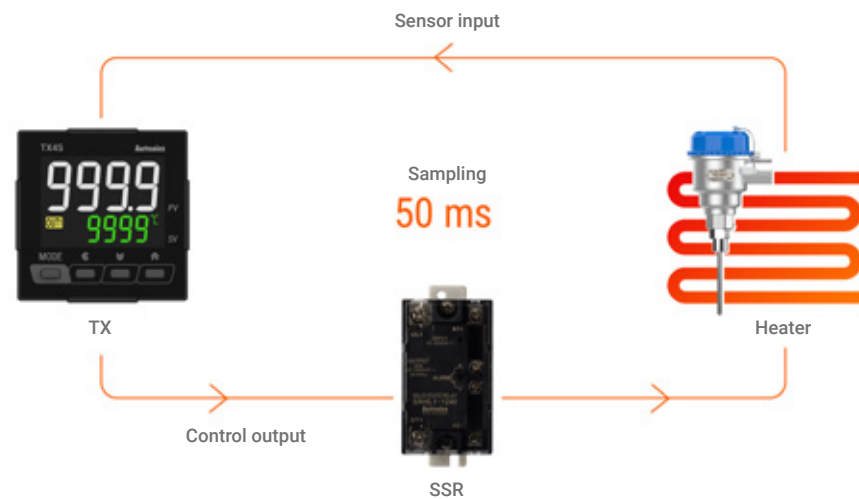 Sensor input
TX4S Autonics
999.9
PV
9999 °C
SV
MODE
Sampling
50 ms
TX
Heater
Control output
SSR